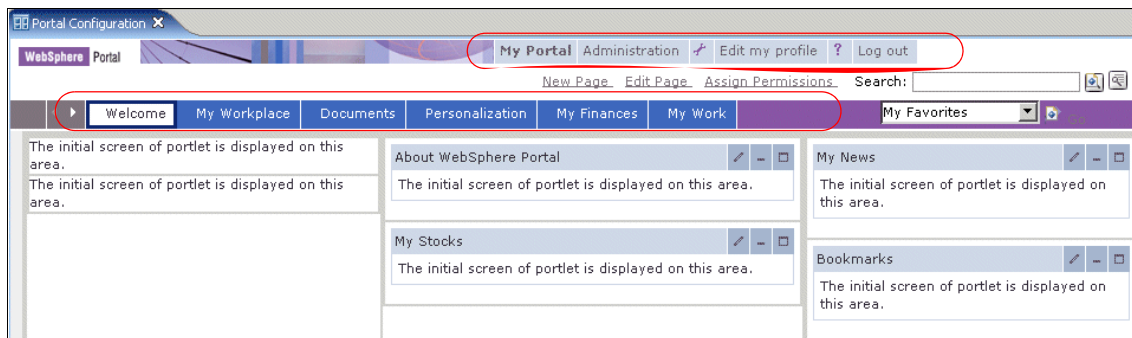 Portal Configuration
WebSphere Portal
My Portal Administration Edit my profile ? Log out
New Page Edit Page Assign Permissions Search:
Welcome My Workplace Documents Personalization My Finances My Work My Favorites Go
The initial screen of portlet is displayed on this
area.
The initial screen of portlet is displayed on this
area.
About WebSphere Portal
The initial screen of portlet is displayed on this area.
My Stocks
The initial screen of portlet is displayed on this area.
My News
The initial screen of portlet is displayed on
this area.
Bookmarks
The initial screen of portlet is displayed on
this area.